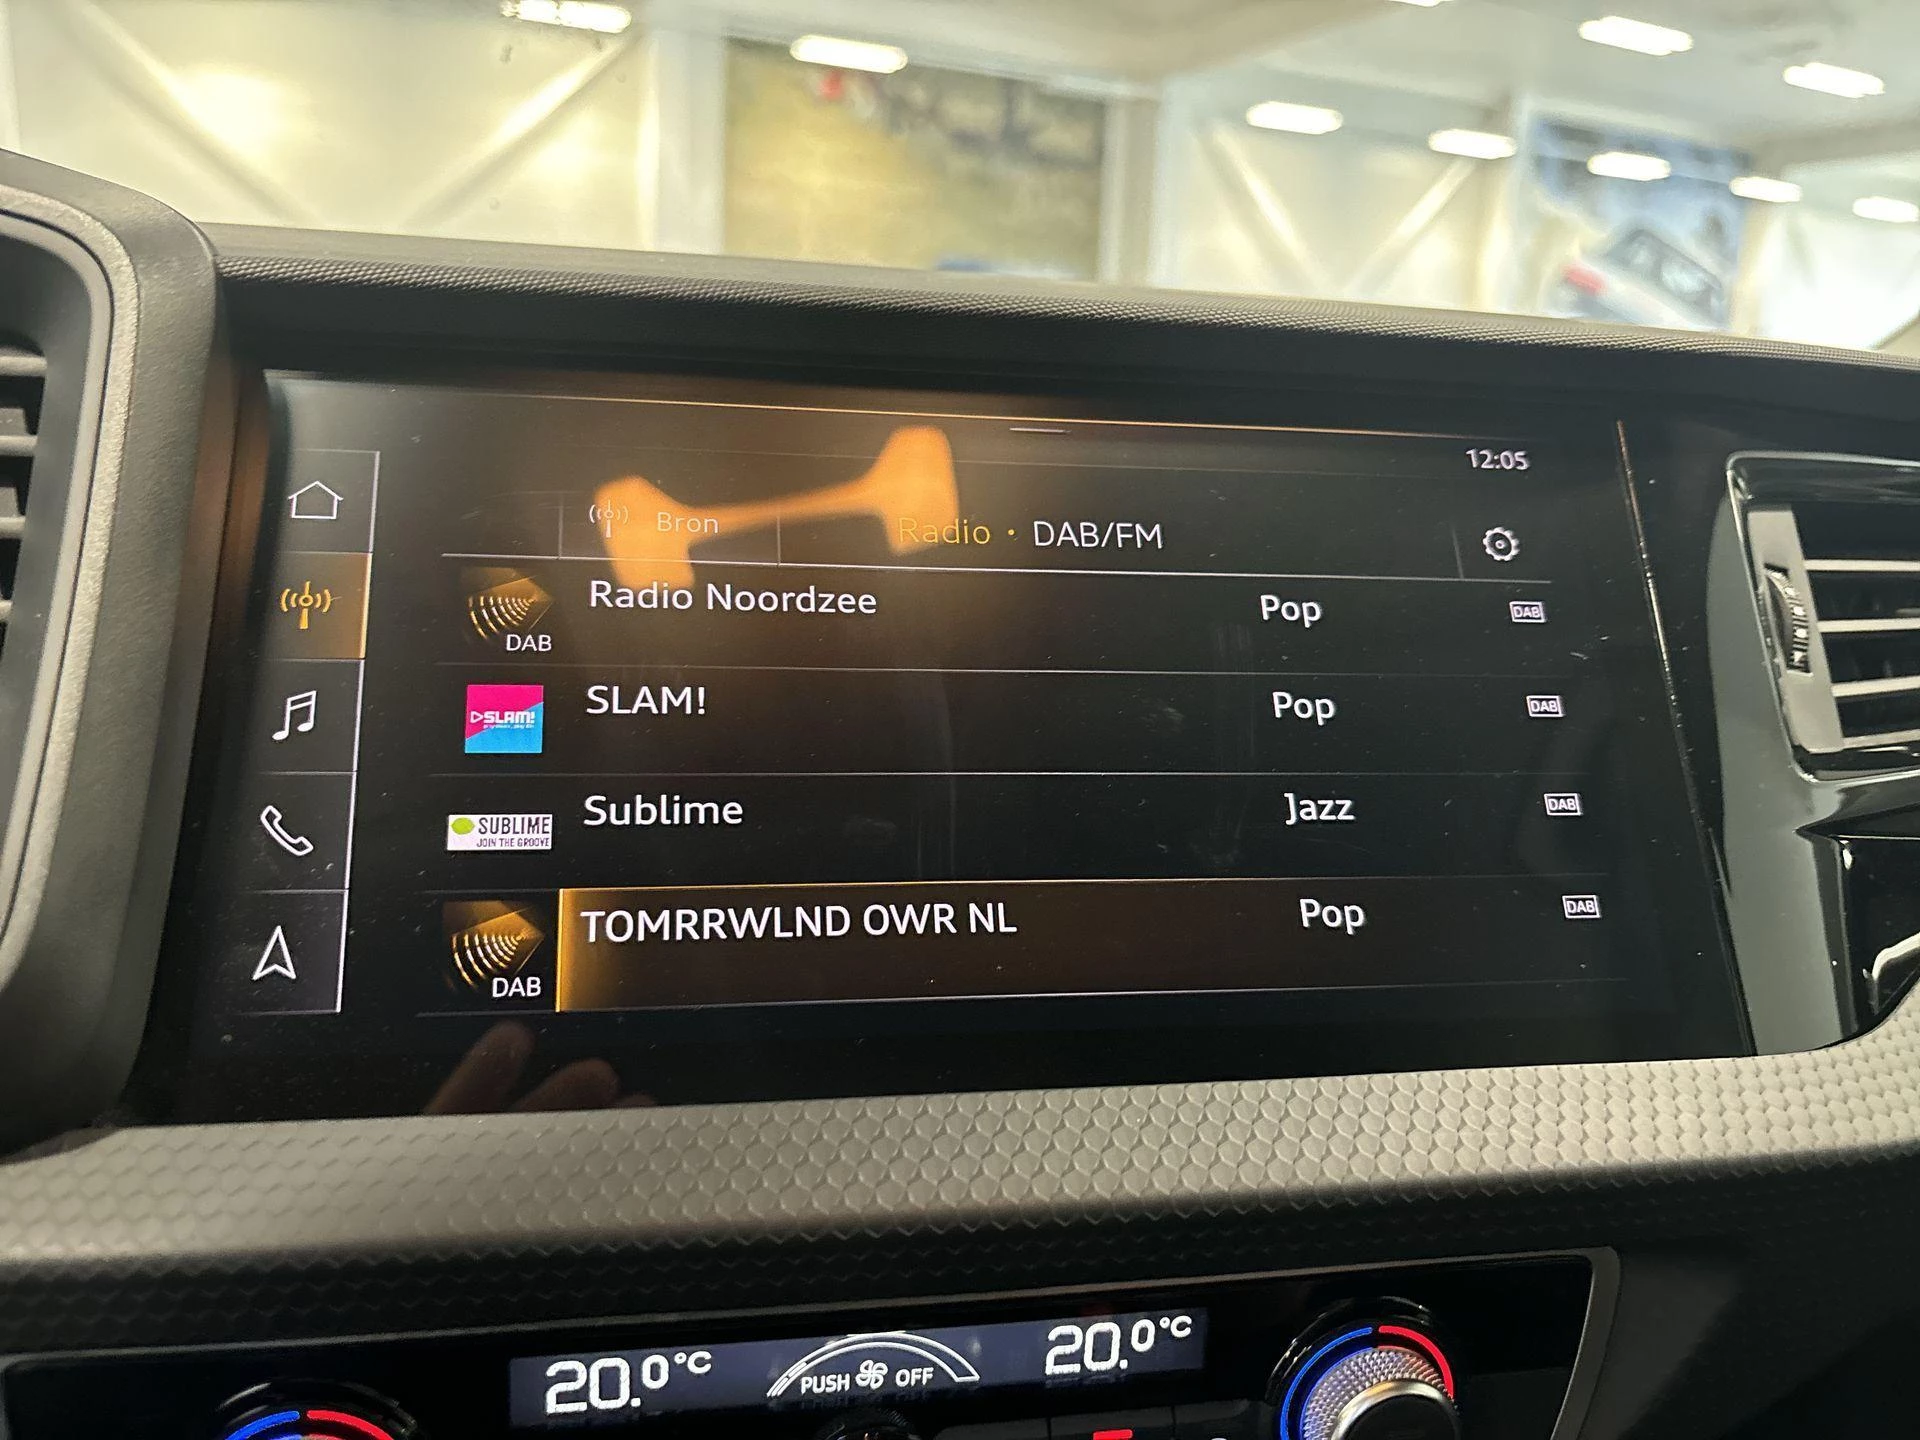 12:05
Bron
Radio • DAB/FM
Radio Noordzee Pop DAB
DAB
SLAM! Pop DAB
SLAM!
Sublime Jazz DAB
SUBLIME
JOIN THE GROOVE
TOMRRWLND OWR NL Pop DAB
DAB
20.0°C PUSH OFF 20.0°C